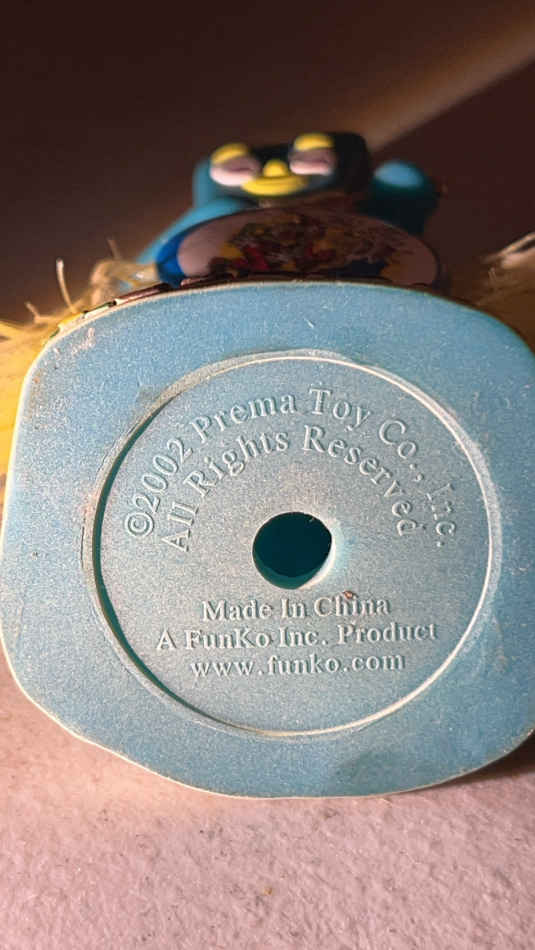 ©2002 Prema Toy Co., Inc.
All Rights Reserved
Made In China
A FunKo Inc. Product
www.funko.com